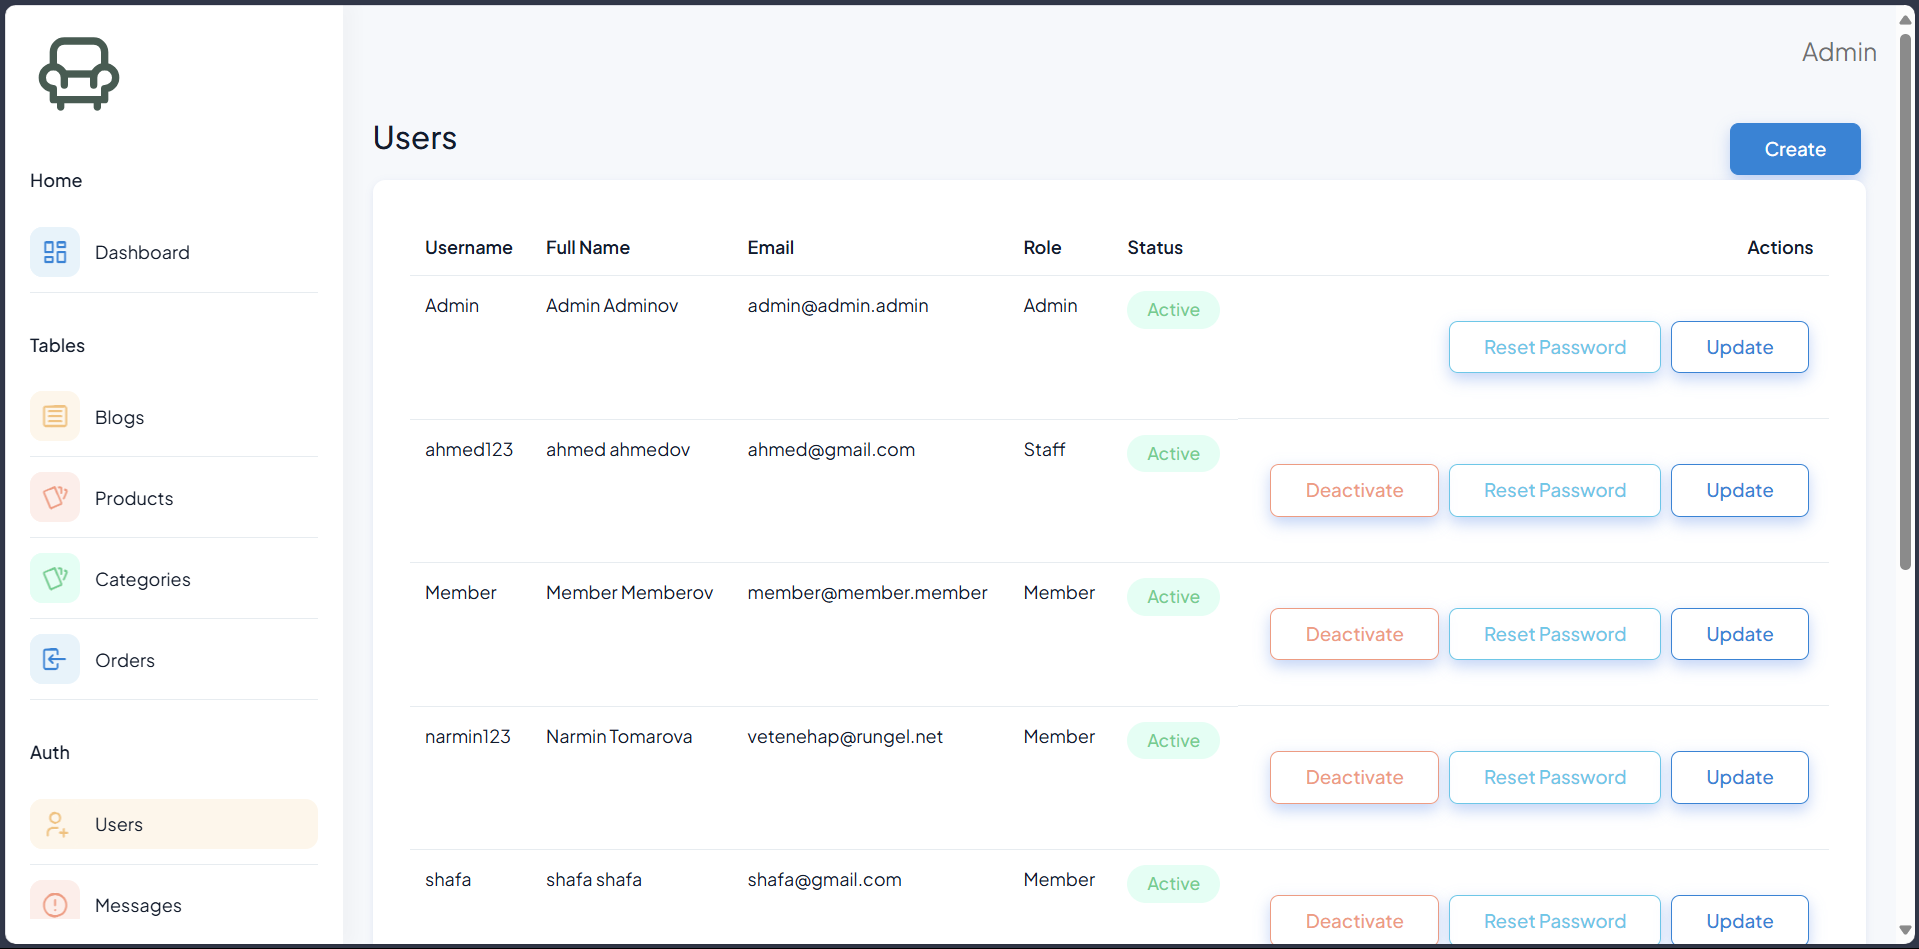 Admin
Home
Dashboard
Tables
Blogs
Products
Categories
Orders
Auth
Users
Messages
Users
Create
Username Full Name Email Role Status Actions
Admin Admin Adminov admin@admin.admin Admin Active Reset Password Update
ahmed123 ahmed ahmedov ahmed@gmail.com Staff Active Deactivate Reset Password Update
Member Member Memberov member@member.member Member Active Deactivate Reset Password Update
narmin123 Narmin Tomarova vetenehap@rungel.net Member Active Deactivate Reset Password Update
shafa shafa shafa shafa@gmail.com Member Active Deactivate Reset Password Update